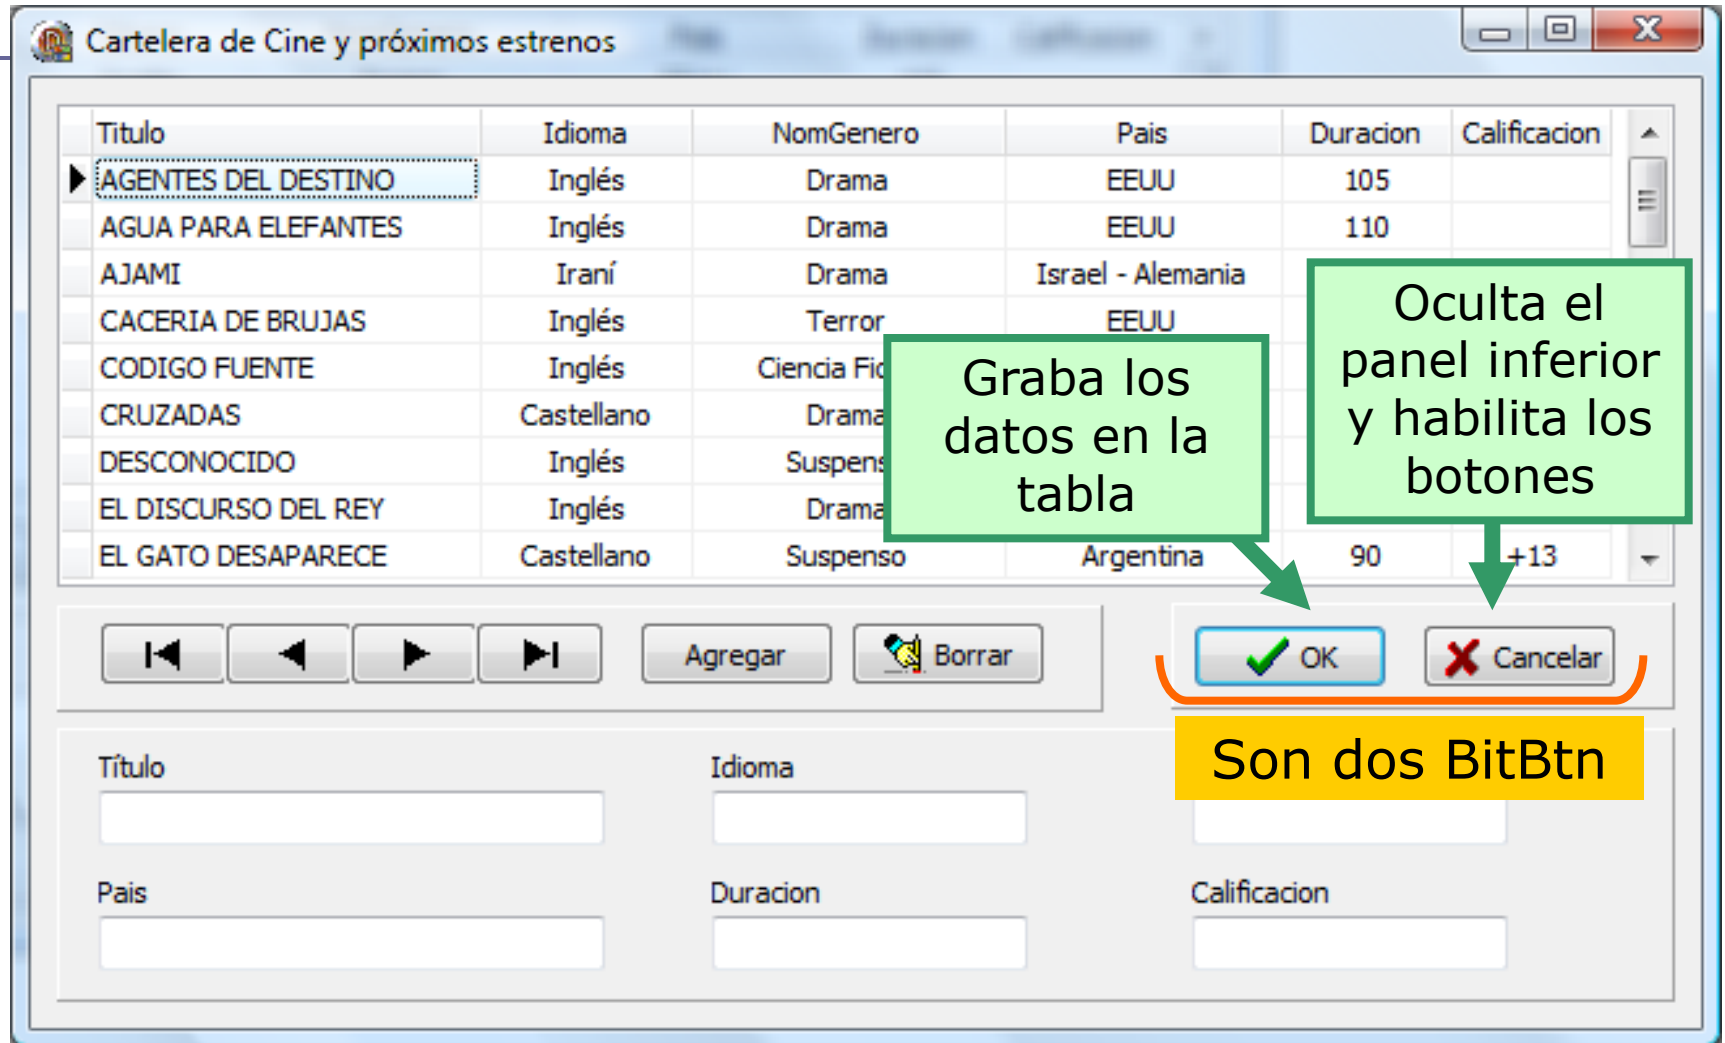 Cartelera de Cine y próximos estrenos
Titulo Idioma NomGenero Pais Duracion Calificacion
AGENTES DEL DESTINO Inglés Drama EEUU 105
AGUA PARA ELEFANTES Inglés Drama EEUU 110
AJAMI Iraní Drama Israel - Alemania
CACERIA DE BRUJAS Inglés Terror EEUU
CODIGO FUENTE Inglés Ciencia
CRUZADAS Castellano Drama
DESCONOCIDO Inglés
EL DISCURSO DEL REY Inglés Drama
EL GATO DESAPARECE Castellano Suspenso Argentina 90 +13
Graba los
datos en la
tabla
Oculta el
panel inferior
y habilita los
botones
Agregar Borrar OK Cancelar
Son dos BitBtn
Título Idioma
Pais Duracion Calificacion